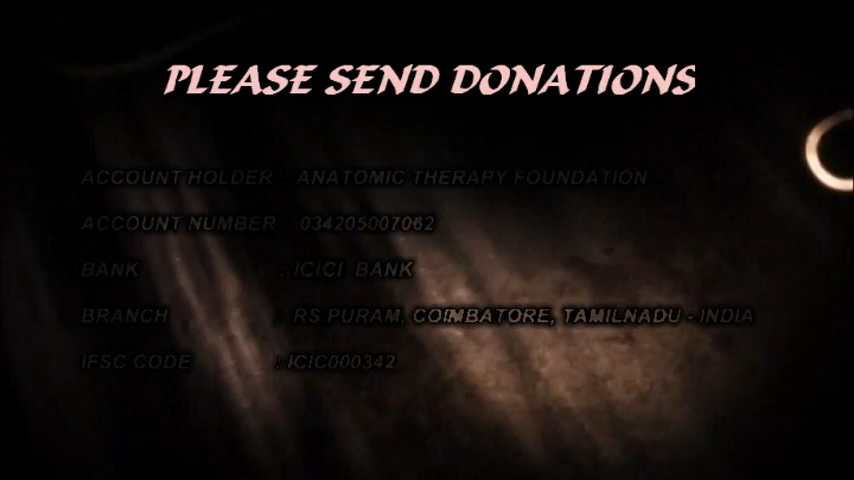 PLEASE SEND DONATIONS
ACCOUNT HOLDER : ANATOMIC THERAPY FOUNDATION
ACCOUNT NUMBER : 034205007062
BANK : ICICI BANK
BRANCH : RS PURAM, COIMBATORE, TAMILNADU - INDIA
IFSC CODE : ICIC000342